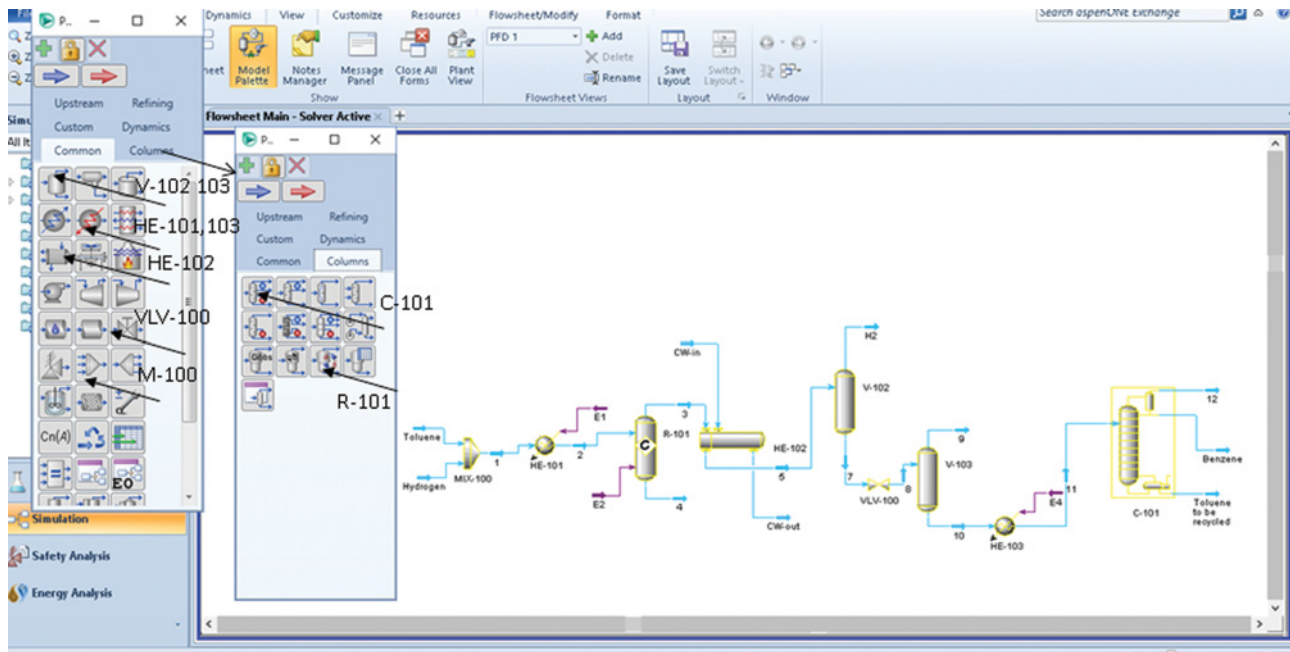 Dynamics View Customize Resources Flowsheet/Modify Format Search aspenONE Exchange
PFD 1 Add
Delete
Rename
Model Palette
Notes Manager
Message Panel
Close All Forms
Plant View
Save Layout
Switch Layout
Show Flowsheet Views Layout Window
Flowsheet Main - Solver Active
P..
Upstream Refining
Custom Dynamics
Common Columns
V-102,103
HE-101,103
HE-102
VLV-100
M-100
Cn(A)
EO
P..
Upstream Refining
Custom Dynamics
Common Columns
C-101
Gibbs
R-101
Simulation
Safety Analysis
Energy Analysis
Toluene
Hydrogen
MIX-100
1
E1
HE-101
2
E2
3
R-101
C
4
CW-in
HE-102
5
CW-out
H2
V-102
7
VLV-100
8
9
V-103
10
E4
HE-103
11
12
Benzene
C-101
Toluene
to be
recycled